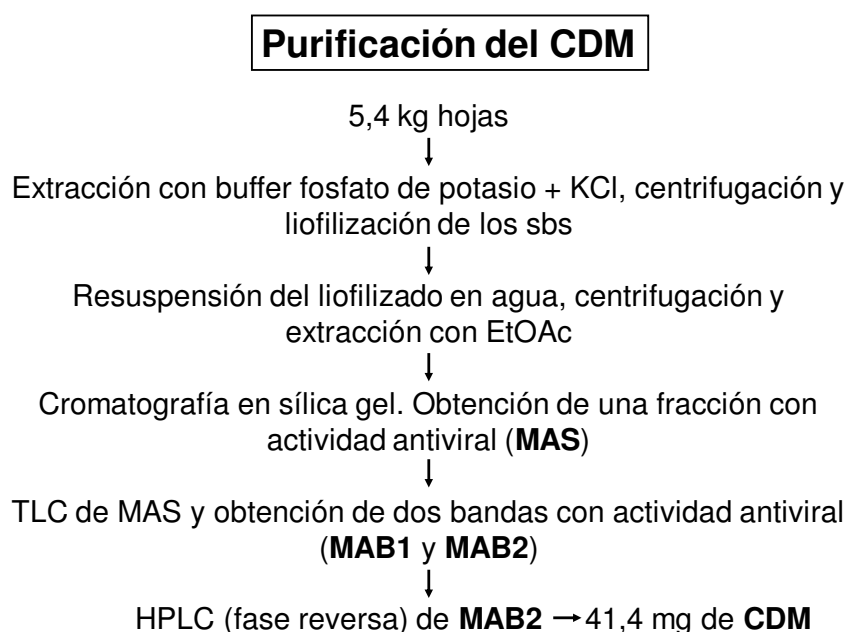 Purificación del CDM
5,4 kg hojas
Extracción con buffer fosfato de potasio + KCl, centrifugación y
liofilización de los sbs
Resuspensión del liofilizado en agua, centrifugación y
extracción con EtOAc
Cromatografía en sílica gel. Obtención de una fracción con
actividad antiviral (MAS)
TLC de MAS y obtención de dos bandas con actividad antiviral
(MAB1 y MAB2)
HPLC (fase reversa) de MAB2 → 41,4 mg de CDM